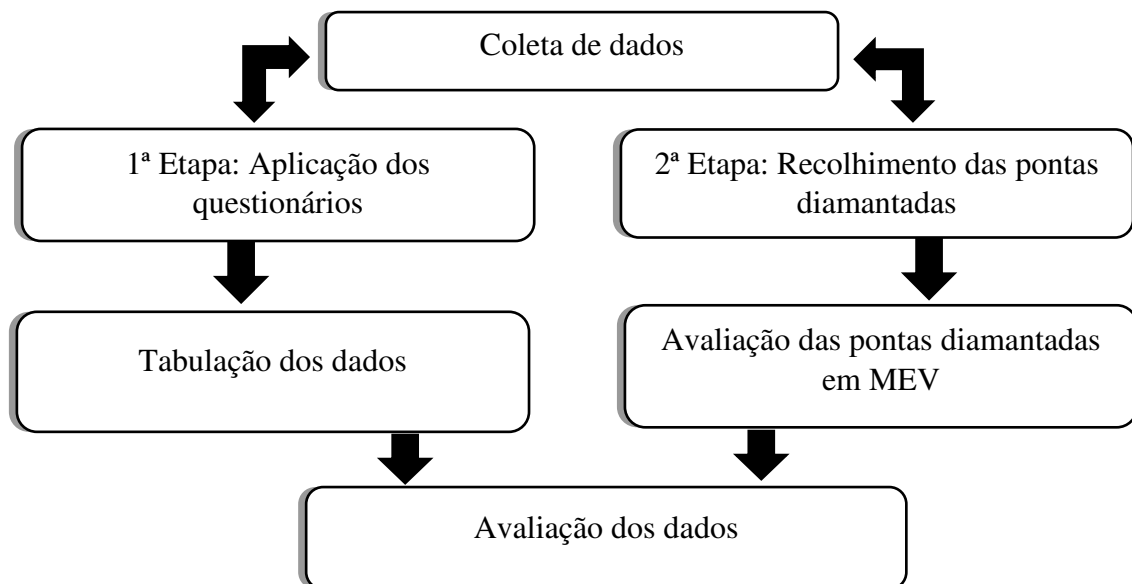 Coleta de dados
1ª Etapa: Aplicação dos
questionários
2ª Etapa: Recolhimento das pontas
diamantadas
Tabulação dos dados
Avaliação das pontas diamantadas
em MEV
Avaliação dos dados